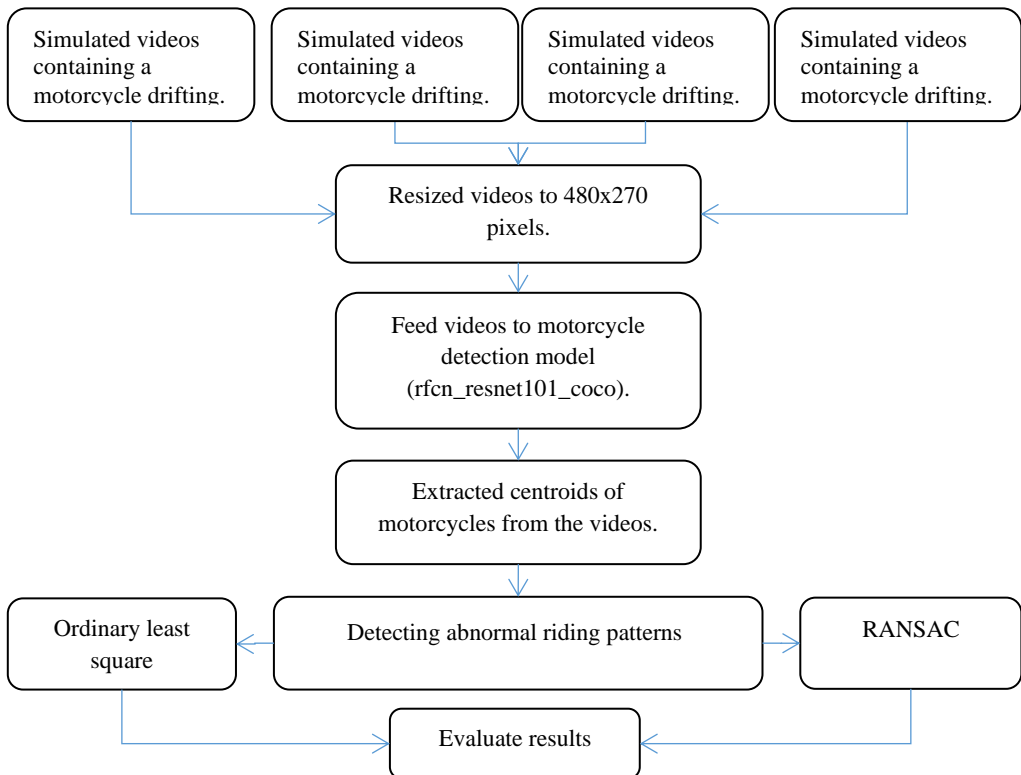 Simulated videos
containing a
motorcycle drifting.
Simulated videos
containing a
motorcycle drifting.
Simulated videos
containing a
motorcycle drifting.
Simulated videos
containing a
motorcycle drifting.
Resized videos to 480x270
pixels.
Feed videos to motorcycle
detection model
(rfcn_resnet101_coco).
Extracted centroids of
motorcycles from the videos.
Ordinary least
square
Detecting abnormal riding patterns
RANSAC
Evaluate results